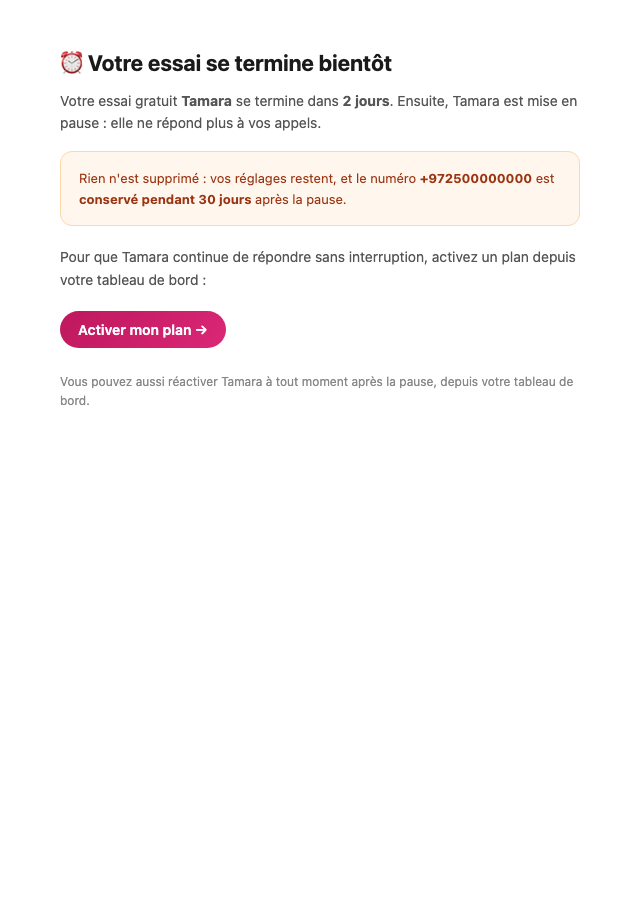 ⏰ Votre essai se termine bientôt
Votre essai gratuit Tamara se termine dans 2 jours. Ensuite, Tamara est mise en
pause : elle ne répond plus à vos appels.
Rien n'est supprimé : vos réglages restent, et le numéro +972500000000 est
conservé pendant 30 jours après la pause.
Pour que Tamara continue de répondre sans interruption, activez un plan depuis
votre tableau de bord :
Activer mon plan →
Vous pouvez aussi réactiver Tamara à tout moment après la pause, depuis votre tableau de
bord.